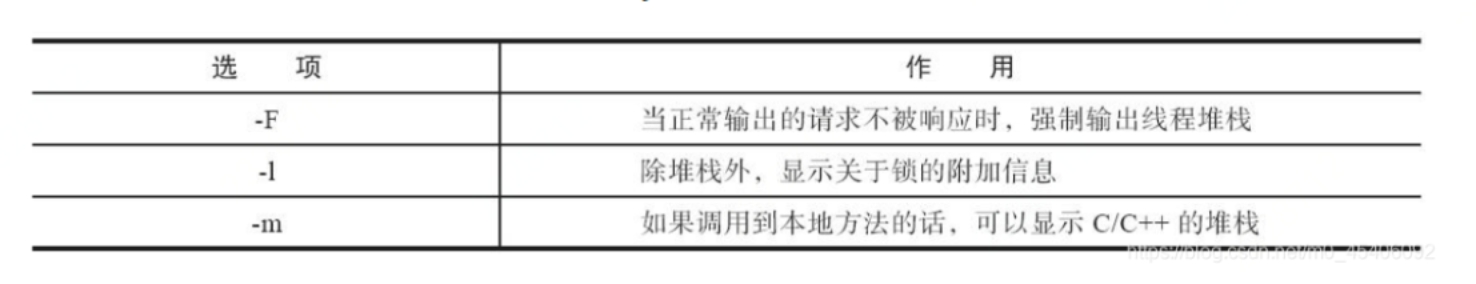 选 项 作 用
-F 当正常输出的请求不被响应时，强制输出线程堆栈
-l 除堆栈外，显示关于锁的附加信息
-m 如果调用到本地方法的话，可以显示 C/C++ 的堆栈
https://blog.csdn.net/m0_45406092